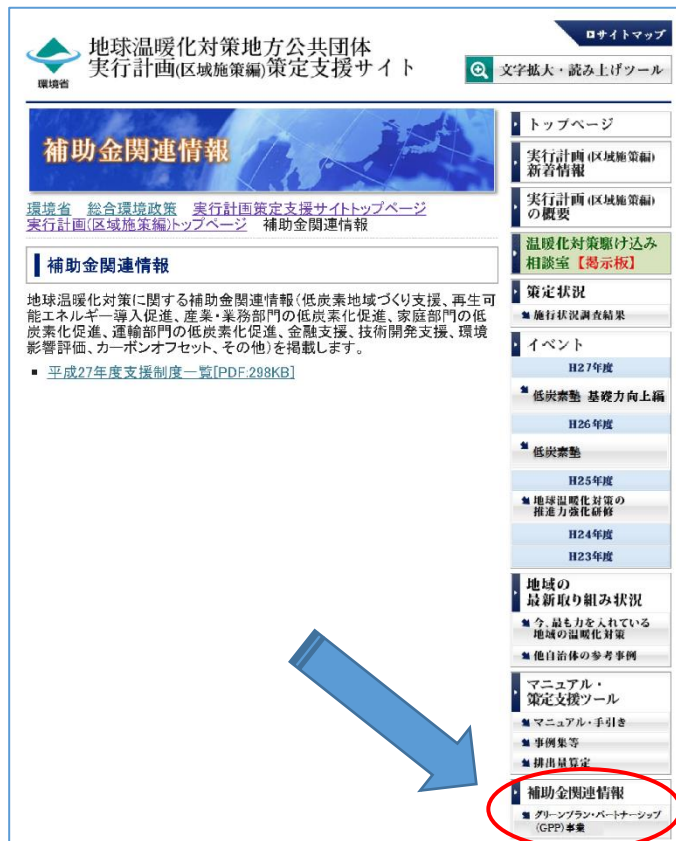 サイトマップ
地球温暖化対策地方公共団体
実行計画(区域施策編)策定支援サイト
環境省
文字拡大・読み上げツール
補助金関連情報
環境省 総合環境政策 実行計画策定支援サイトトップページ
実行計画(区域施策編)トップページ 補助金関連情報
補助金関連情報
地球温暖化対策に関する補助金関連情報(低炭素地域づくり支援、再生可
能エネルギー導入促進、産業・業務部門の低炭素化促進、家庭部門の低
炭素化促進、運輸部門の低炭素化促進、金融支援、技術開発支援、環境
影響評価、カーボンオフセット、その他)を掲載します。
平成27年度支援制度一覧[PDF:298KB]
トップページ
実行計画(区域施策編)
新着情報
実行計画(区域施策編)
の概要
温暖化対策駆け込み
相談室【掲示板】
策定状況
施行状況調査結果
イベント
H27年度
低炭素塾 基礎力向上編
H26年度
低炭素塾
H25年度
地球温暖化対策の
推進力強化研修
H24年度
H23年度
地域の
最新取り組み状況
今、最も力を入れている
地域の温暖化対策
他自治体の参考事例
マニュアル・
策定支援ツール
マニュアル・手引き
事例集等
排出量算定
補助金関連情報
グリーンプラン・パートナーシップ
(GPP)事業